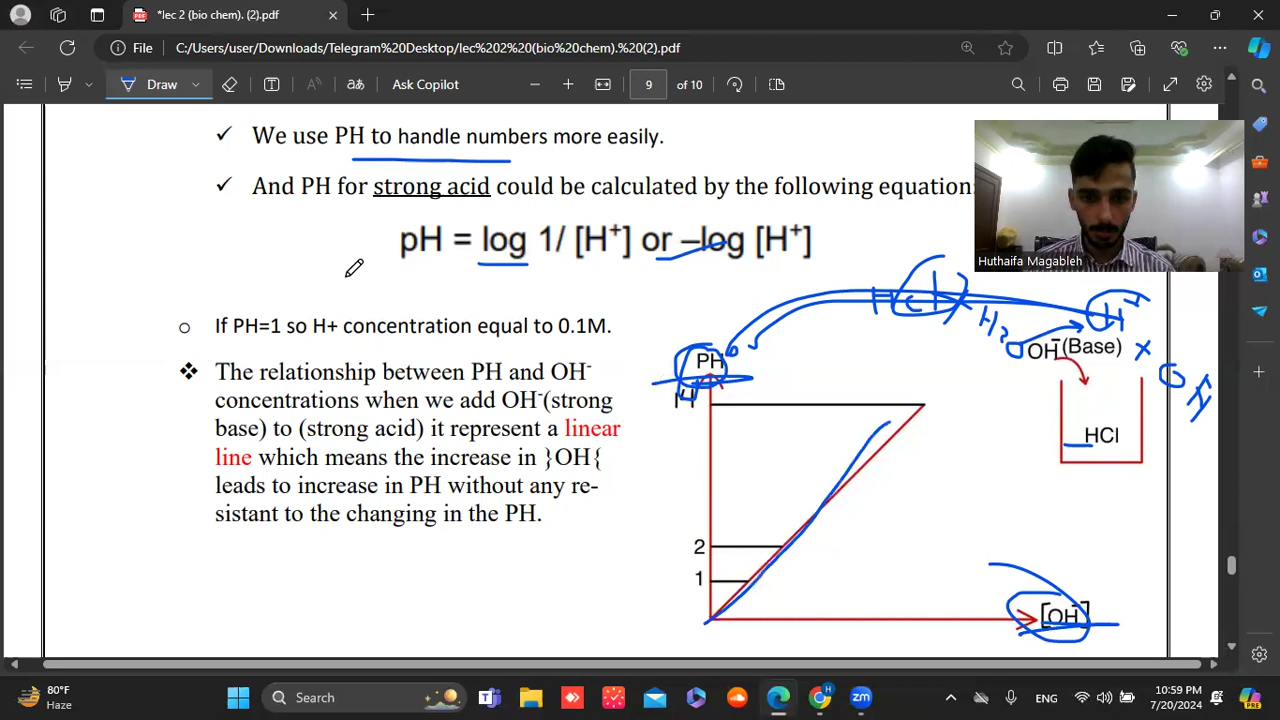 *lec 2 (bio chem). (2).pdf
File C:/Users/user/Downloads/Telegram%20Desktop/lec%202%20(bio%20chem).%20(2).pdf
Draw aあ Ask Copilot 9 of 10
✓ We use PH to handle numbers more easily.
✓ And PH for strong acid could be calculated by the following equation:
pH = log 1/ [H⁺] or –log [H⁺]
Huthaifa Magableh
o If PH=1 so H+ concentration equal to 0.1M.
❖ The relationship between PH and OH⁻
concentrations when we add OH⁻(strong
base) to (strong acid) it represent a linear
line which means the increase in }OH{
leads to increase in PH without any re-
sistant to the changing in the PH.
HCl
H⁺
H₂O
OH⁻(Base)
HCl
PH
14
2
1
[OH⁻]
80°F
Haze
Search
ENG
10:59 PM
7/20/2024